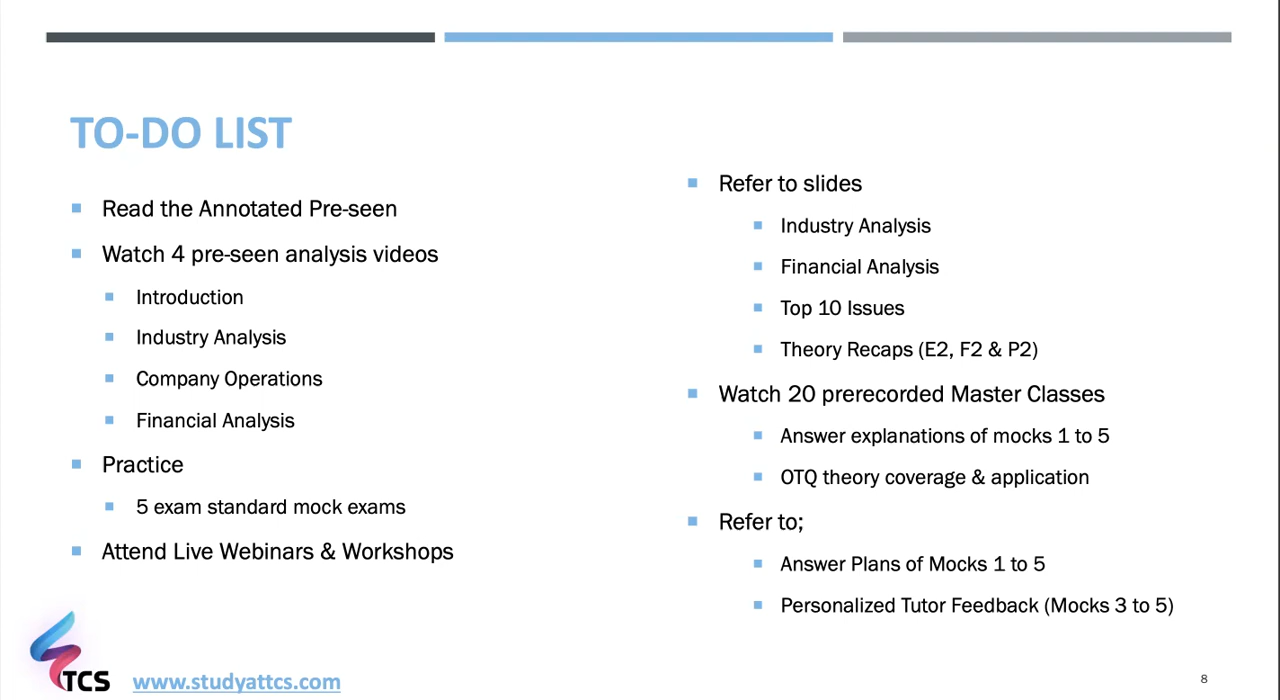 TO-DO LIST
Read the Annotated Pre-seen
Watch 4 pre-seen analysis videos
Introduction
Industry Analysis
Company Operations
Financial Analysis
Practice
5 exam standard mock exams
Attend Live Webinars & Workshops
Refer to slides
Industry Analysis
Financial Analysis
Top 10 Issues
Theory Recaps (E2, F2 & P2)
Watch 20 prerecorded Master Classes
Answer explanations of mocks 1 to 5
OTQ theory coverage & application
Refer to;
Answer Plans of Mocks 1 to 5
Personalized Tutor Feedback (Mocks 3 to 5)
TCS
www.studyattcs.com
8